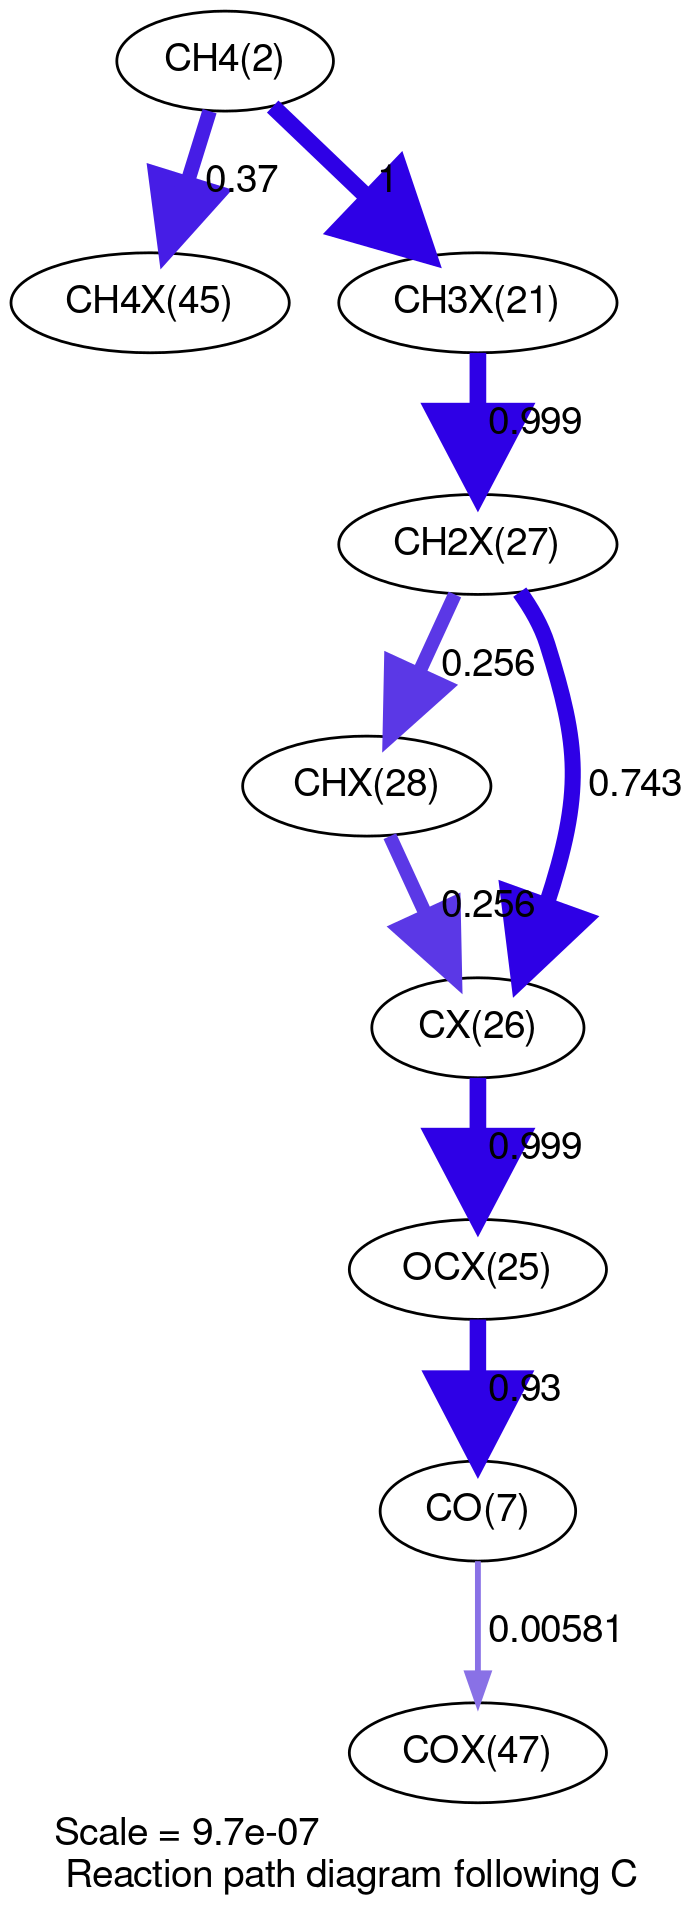 CH4(2)
0.37
1
CH4X(45)
CH3X(21)
0.999
CH2X(27)
0.256
CHX(28)
0.743
0.256
CX(26)
0.999
OCX(25)
0.93
CO(7)
0.00581
COX(47)
Scale = 9.7e-07
Reaction path diagram following C